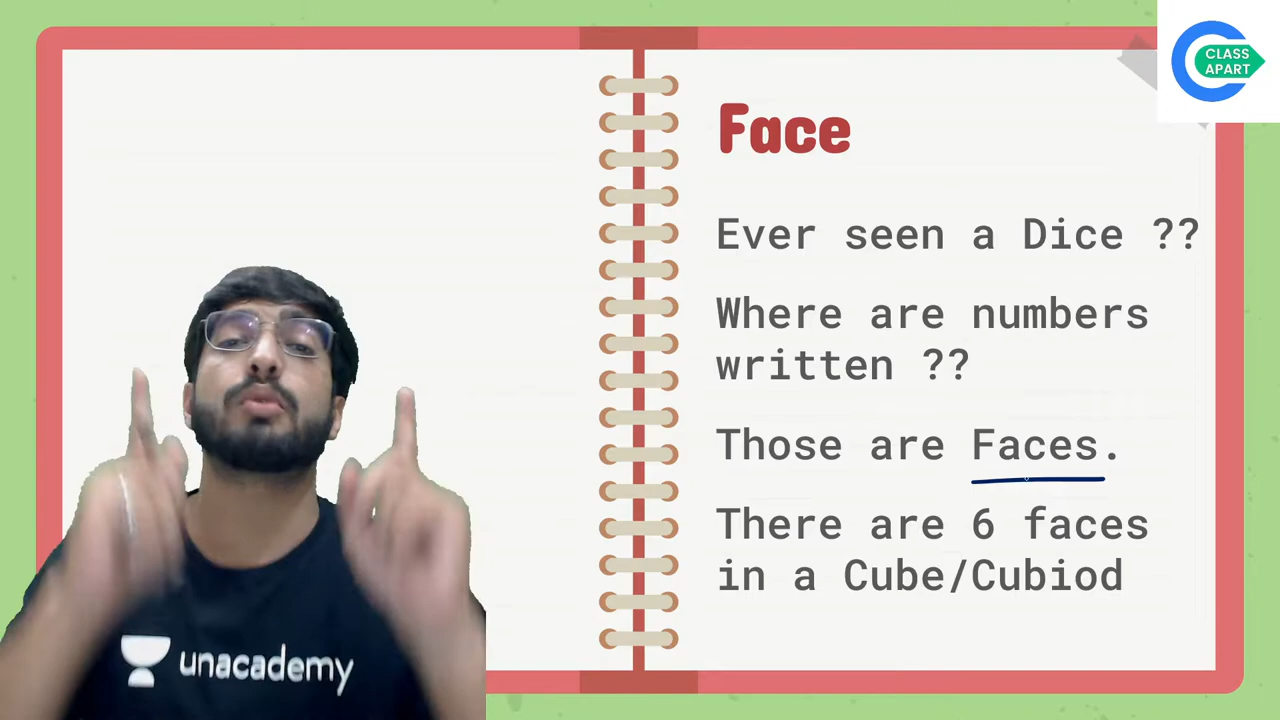 CLASS
APART
Face
Ever seen a Dice ??
Where are numbers
written ??
Those are Faces.
There are 6 faces
in a Cube/Cubiod
unacademy